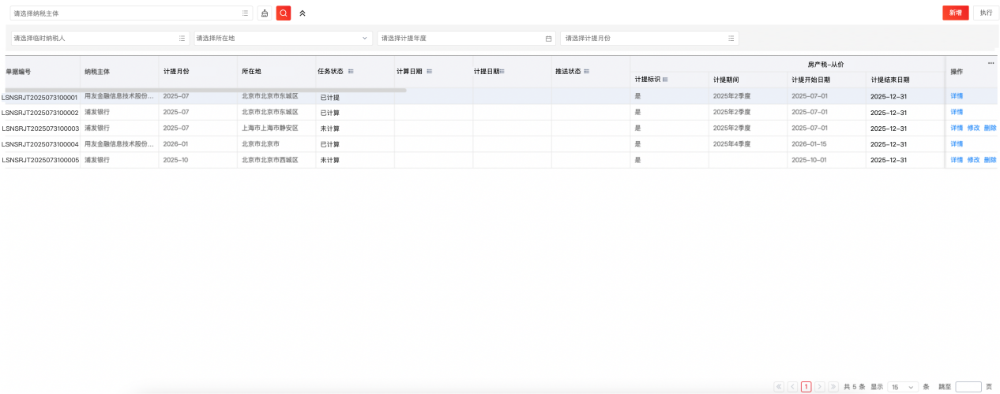 请选择纳税主体 新增 执行
请选择临时纳税人 请选择所在地 请选择计提年度 请选择计提月份
房产税-从价
单据编号 纳税主体 计提月份 所在地 任务状态 计算日期 计提日期 推送状态 操作
计提标识 计提期间 计提开始日期 计提结束日期
LSNSRJT2025073100001 用友金融信息技术股份... 2025-07 北京市北京市东城区 已计提 是 2025年2季度 2025-07-01 2025-12-31 详情
LSNSRJT2025073100002 浦发银行 2025-07 北京市北京市东城区 已计算 是 2025年2季度 2025-07-01 2025-12-31 详情
LSNSRJT2025073100003 浦发银行 2025-07 上海市上海市静安区 未计算 是 2025年2季度 2025-07-01 2025-12-31 详情 修改 删除
LSNSRJT2025073100004 用友金融信息技术股份... 2026-01 北京市北京市 已计算 是 2025年4季度 2026-01-15 2025-12-31 详情
LSNSRJT2025073100005 浦发银行 2025-10 北京市北京市西城区 未计算 是 2025-10-01 2025-12-31 详情 修改 删除
1 共 5 条 显示 15 条 跳至 页